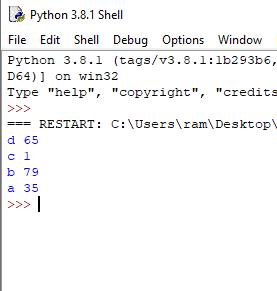 Python 3.8.1 Shell
File Edit Shell Debug Options Window
Python 3.8.1 (tags/v3.8.1:1b293b6,
D64)] on win32
Type "help", "copyright", "credits
>>>
=== RESTART: C:\Users\ram\Desktop\
d 65
c 1
b 79
a 35
>>>